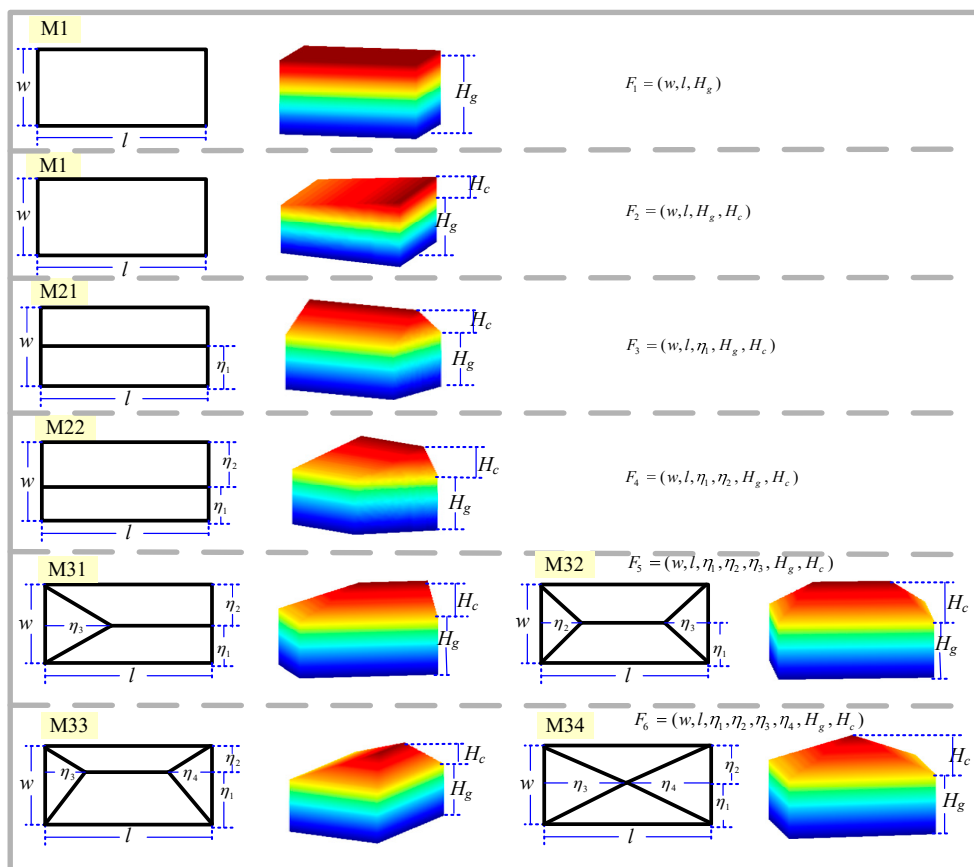 M1
w
l
H_g
F_1 = (w, l, H_g)
M1
w
l
H_c
H_g
F_2 = (w, l, H_g, H_c)
M21
w
η_1
l
H_c
H_g
F_3 = (w, l, η_1, H_g, H_c)
M22
w
η_2
η_1
l
H_c
H_g
F_4 = (w, l, η_1, η_2, H_g, H_c)
M31
w
η_3
η_2
η_1
l
H_c
H_g
M32
F_5 = (w, l, η_1, η_2, η_3, H_g, H_c)
w
η_2
η_3
η_1
l
H_c
H_g
M33
w
η_3
η_4
η_2
η_1
l
H_c
H_g
M34
F_6 = (w, l, η_1, η_2, η_3, η_4, H_g, H_c)
w
η_3
η_4
η_2
η_1
l
H_c
H_g